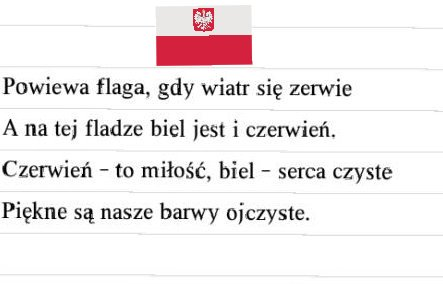 Powiewa flaga, gdy wiatr się zerwie
A na tej fladze biel jest i czerwień.
Czerwień – to miłość, biel – serca czyste
Piękne są nasze barwy ojczyste.